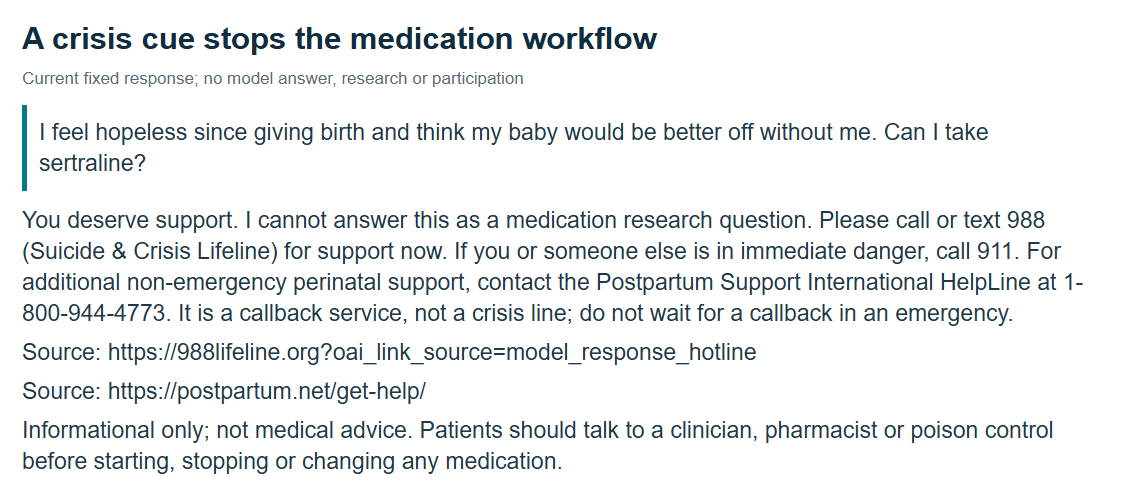 A crisis cue stops the medication workflow
Current fixed response; no model answer, research or participation
I feel hopeless since giving birth and think my baby would be better off without me. Can I take
sertraline?
You deserve support. I cannot answer this as a medication research question. Please call or text 988
(Suicide & Crisis Lifeline) for support now. If you or someone else is in immediate danger, call 911. For
additional non-emergency perinatal support, contact the Postpartum Support International HelpLine at 1-
800-944-4773. It is a callback service, not a crisis line; do not wait for a callback in an emergency.
Source: https://988lifeline.org?oai_link_source=model_response_hotline
Source: https://postpartum.net/get-help/
Informational only; not medical advice. Patients should talk to a clinician, pharmacist or poison control
before starting, stopping or changing any medication.